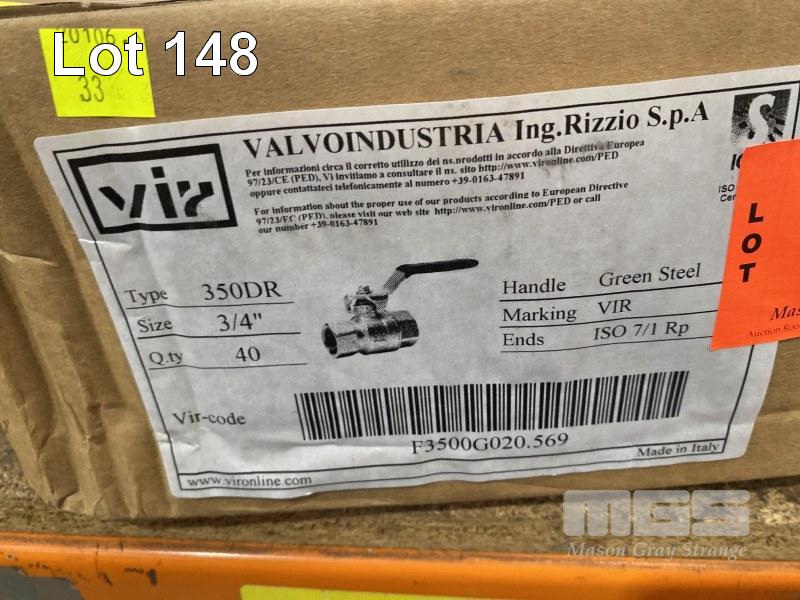 60106
Lot 148
33
vir
VALVOINDUSTRIA Ing.Rizzio S.p.A
Per informazioni circa il corretto utilizzo dei ns.prodotti in accordo alla Direttiva Europea
97/23/CE (PED), Vi invitiamo a consultare il ns. sito http://www.vironline.com/PED
oppure contattateci telefonicamente al numero +39-0163-47891
For information about the proper use of our products according to European Directive
97/23/EC (PED), please visit our web site http://www.vironline.com/PED or call
our number +39-0163-47891
ISO
LOT
Type 350DR
Size 3/4"
Q.ty 40
Handle Green Steel
Marking VIR
Ends ISO 7/1 Rp
Auction
Vir-code
F3500G020.569
www.vironline.com
Made in Italy
MGS
Mason Gray Strange